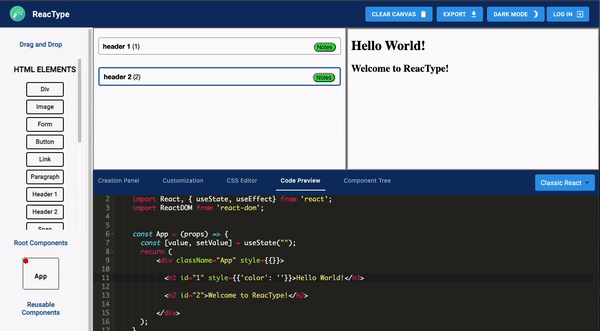 ReacType
CLEAR CANVAS
EXPORT
DARK MODE
LOG IN
Drag and Drop
HTML ELEMENTS
Div
Image
Form
Button
Link
Paragraph
Header 1
Header 2
Span
Root Components
App
Reusable
Components
header 1 (1)
Notes
header 2 (2)
Notes
Hello World!
Welcome to ReacType!
Creation Panel
Customization
CSS Editor
Code Preview
Component Tree
Classic React
2 import React, { useState, useEffect} from 'react';
3 import ReactDOM from 'react-dom';
4
5
6 const App = (props) => {
7 const [value, setValue] = useState("");
8 return (
9 <div className="App" style={{}}>
10
11 <h1 id="1" style={{'color': ''}}>Hello World!</h1>
12
13 <h2 id="2">Welcome to ReacType!</h2>
14
15 </div>
16 );
17 }